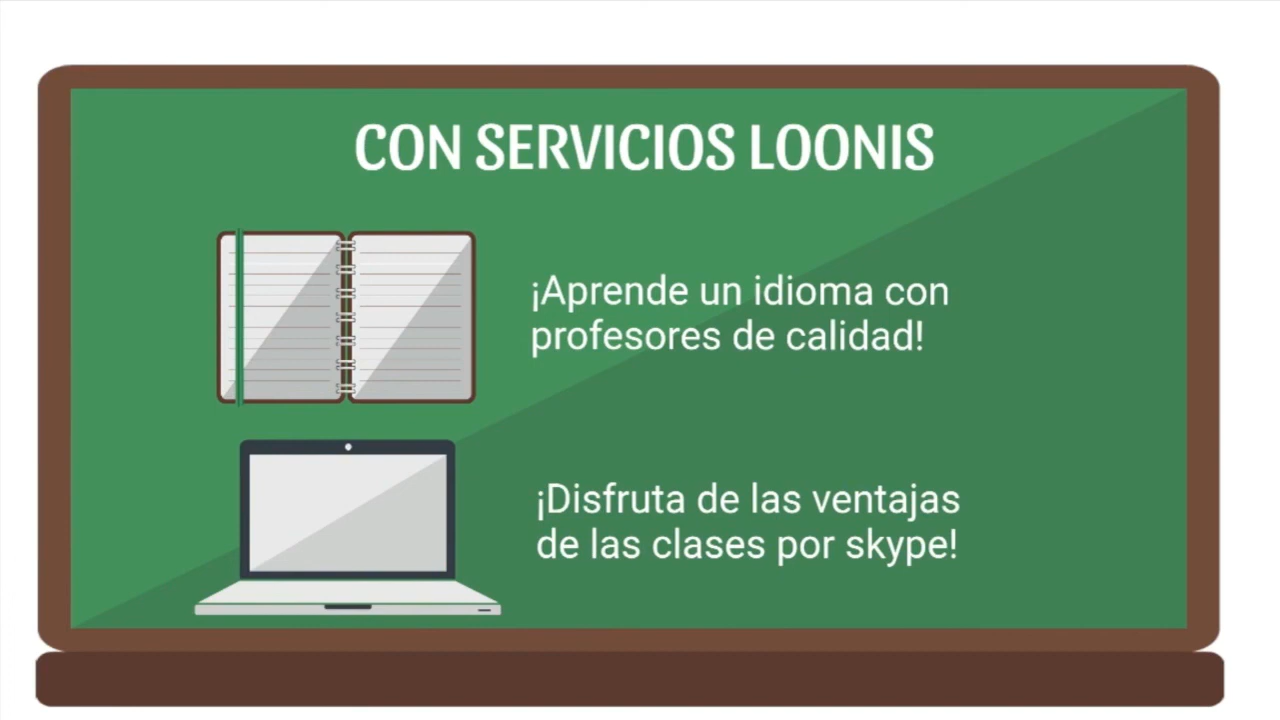 CON SERVICIOS LOONIS
¡Aprende un idioma con
profesores de calidad!
¡Disfruta de las ventajas
de las clases por skype!